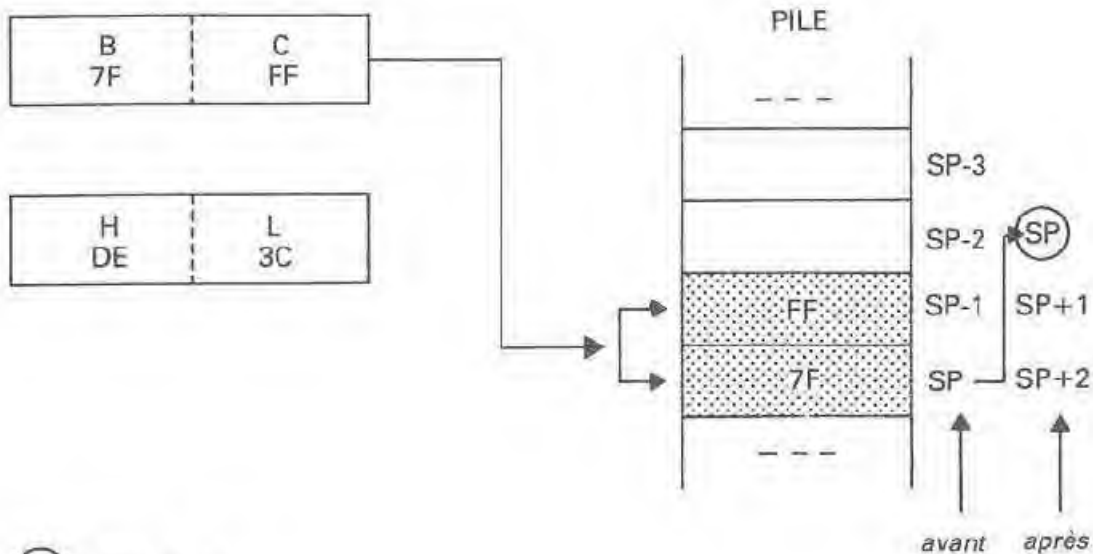 B C
7F FF
H L
DE 3C
PILE
- - -
SP-3
SP-2 SP
FF SP-1 SP+1
7F SP SP+2
- - -
avant après